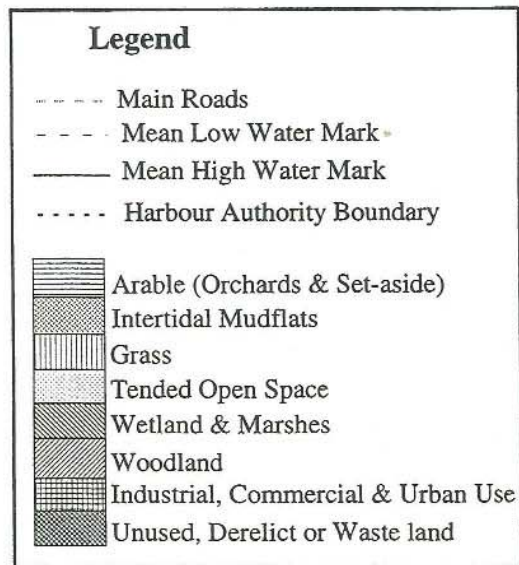 Legend
Main Roads
Mean Low Water Mark
Mean High Water Mark
Harbour Authority Boundary
Arable (Orchards & Set-aside)
Intertidal Mudflats
Grass
Tended Open Space
Wetland & Marshes
Woodland
Industrial, Commercial & Urban Use
Unused, Derelict or Waste land